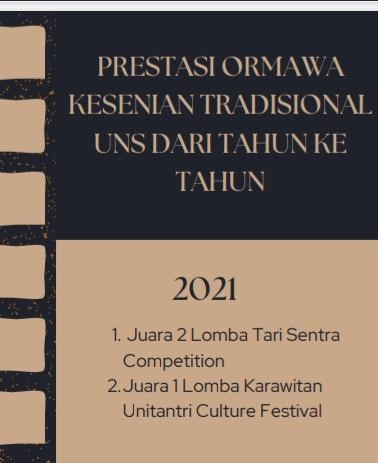 PRESTASI ORMAWA
KESENIAN TRADISIONAL
UNS DARI TAHUN KE
TAHUN
2021
1. Juara 2 Lomba Tari Sentra
Competition
2. Juara 1 Lomba Karawitan
Unitantri Culture Festival